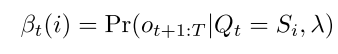 β_t(i) = Pr(o_{t+1:T}|Q_t = S_i, λ)